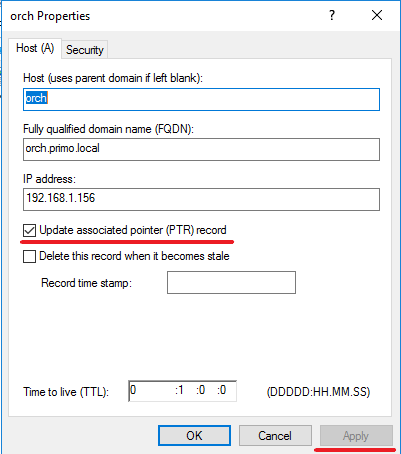 orch Properties
Host (A)
Security
Host (uses parent domain if left blank):
orch
Fully qualified domain name (FQDN):
orch.primo.local
IP address:
192.168.1.156
Update associated pointer (PTR) record
Delete this record when it becomes stale
Record time stamp:
Time to live (TTL): 0 :1 :0 :0 (DDDDD:HH.MM.SS)
OK Cancel Apply